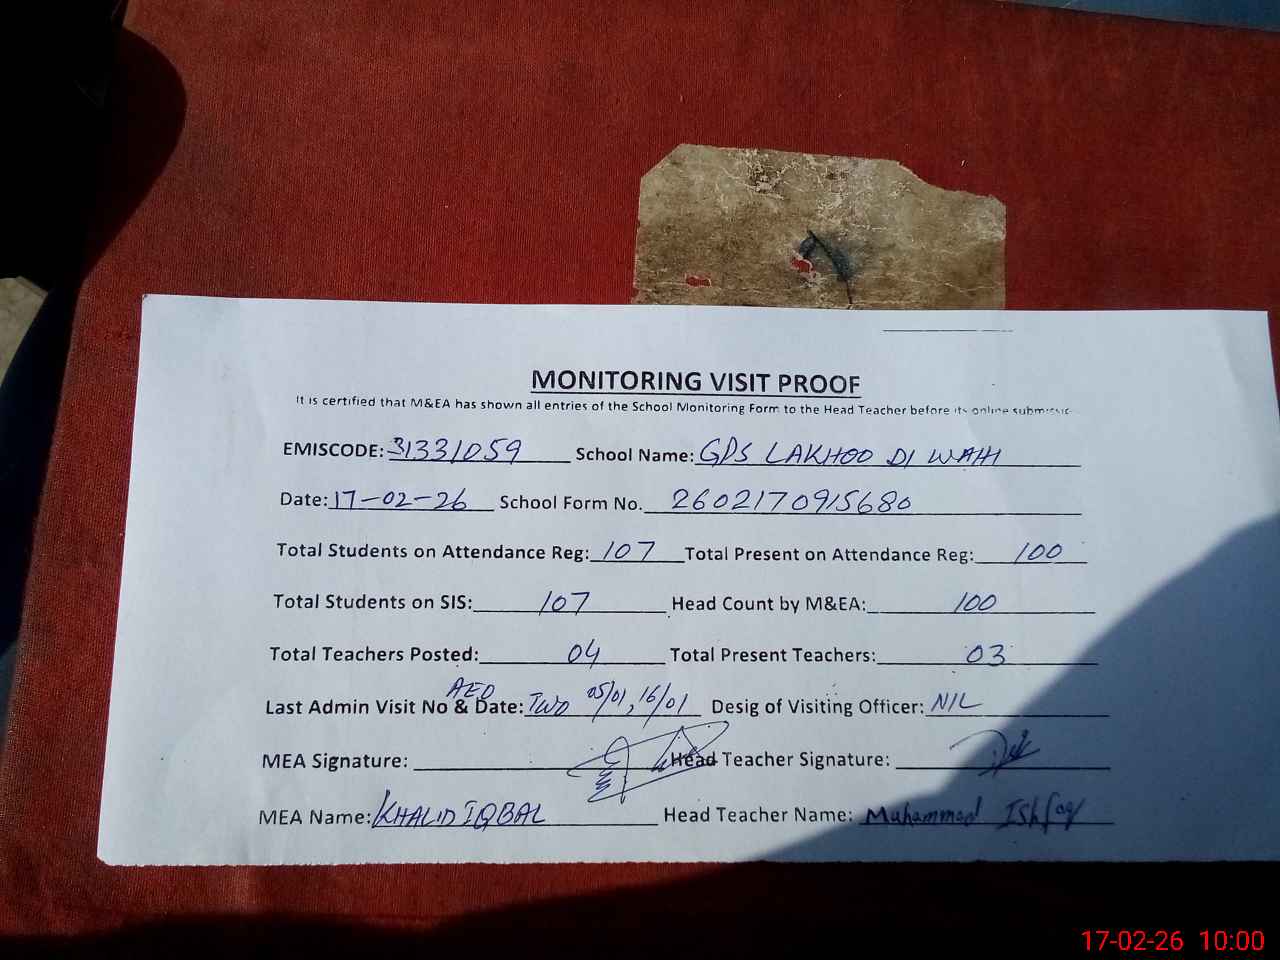 MONITORING VISIT PROOF
It is certified that M&EA has shown all entries of the School Monitoring Form to the Head Teacher before its online submissic
EMISCODE: 31331059 School Name: GPS LAKHOO DI WAHI
Date: 17-02-26 School Form No. 2602170915680
Total Students on Attendance Reg: 107 Total Present on Attendance Reg: 100
Total Students on SIS: 107 Head Count by M&EA: 100
Total Teachers Posted: 04 Total Present Teachers: 03
AEO
Last Admin Visit No & Date: TWO 05/01, 16/01 Desig of Visiting Officer: NIL
MEA Signature: Head Teacher Signature:
MEA Name: KHALID IQBAL Head Teacher Name: Muhammad Ishfaq
17-02-26 10:00